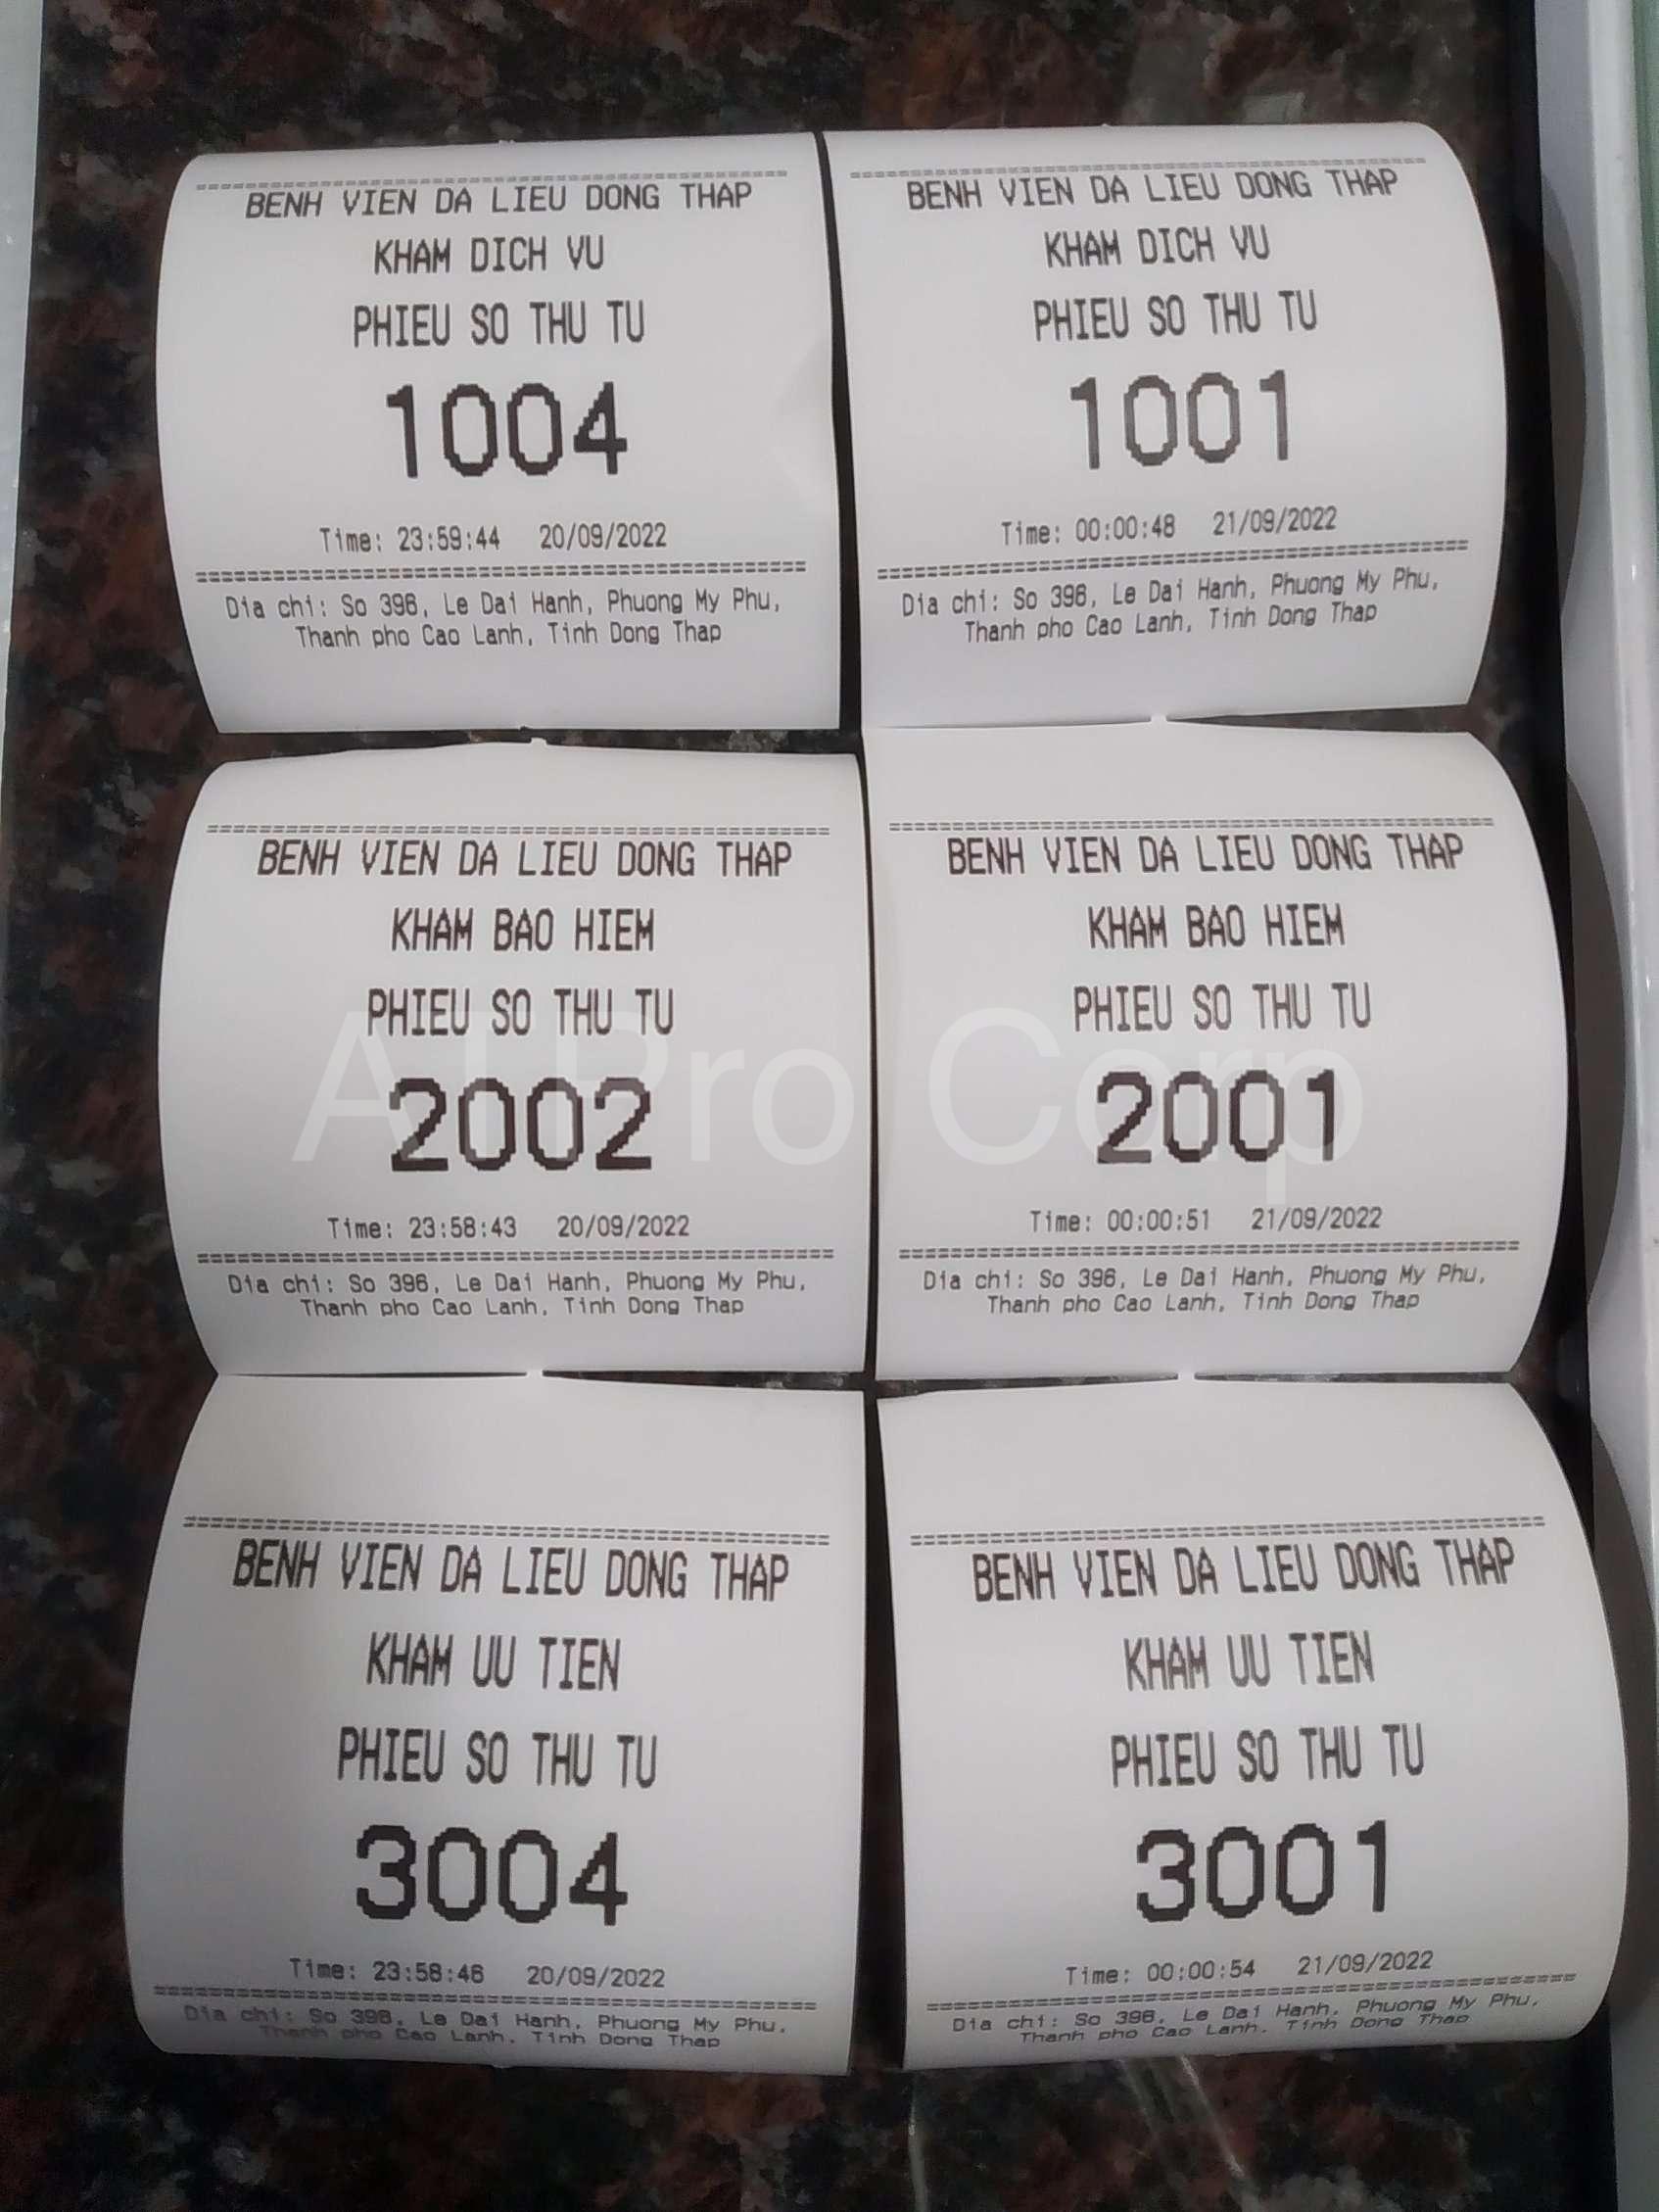 BENH VIEN DA LIEU DONG THAP
KHAM DICH VU
PHIEU SO THU TU
1004
Time: 23:59:44 20/09/2022
Dia chi: So 396, Le Dai Hanh, Phuong My Phu,
Thanh pho Cao Lanh, Tinh Dong Thap
BENH VIEN DA LIEU DONG THAP
KHAM DICH VU
PHIEU SO THU TU
1001
Time: 00:00:48 21/09/2022
Dia chi: So 396, Le Dai Hanh, Phuong My Phu,
Thanh pho Cao Lanh, Tinh Dong Thap
BENH VIEN DA LIEU DONG THAP
KHAM BAO HIEM
PHIEU SO THU TU
2002
Time: 23:58:43 20/09/2022
Dia chi: So 396, Le Dai Hanh, Phuong My Phu,
Thanh pho Cao Lanh, Tinh Dong Thap
BENH VIEN DA LIEU DONG THAP
KHAM BAO HIEM
PHIEU SO THU TU
2001
Time: 00:00:51 21/09/2022
Dia chi: So 396, Le Dai Hanh, Phuong My Phu,
Thanh pho Cao Lanh, Tinh Dong Thap
ATPro Corp
BENH VIEN DA LIEU DONG THAP
KHAM UU TIEN
PHIEU SO THU TU
3004
Time: 23:58:46 20/09/2022
Dia chi: So 396, Le Dai Hanh, Phuong My Phu,
Thanh pho Cao Lanh, Tinh Dong Thap
BENH VIEN DA LIEU DONG THAP
KHAM UU TIEN
PHIEU SO THU TU
3001
Time: 00:00:54 21/09/2022
Dia chi: So 396, Le Dai Hanh, Phuong My Phu,
Thanh pho Cao Lanh, Tinh Dong Thap